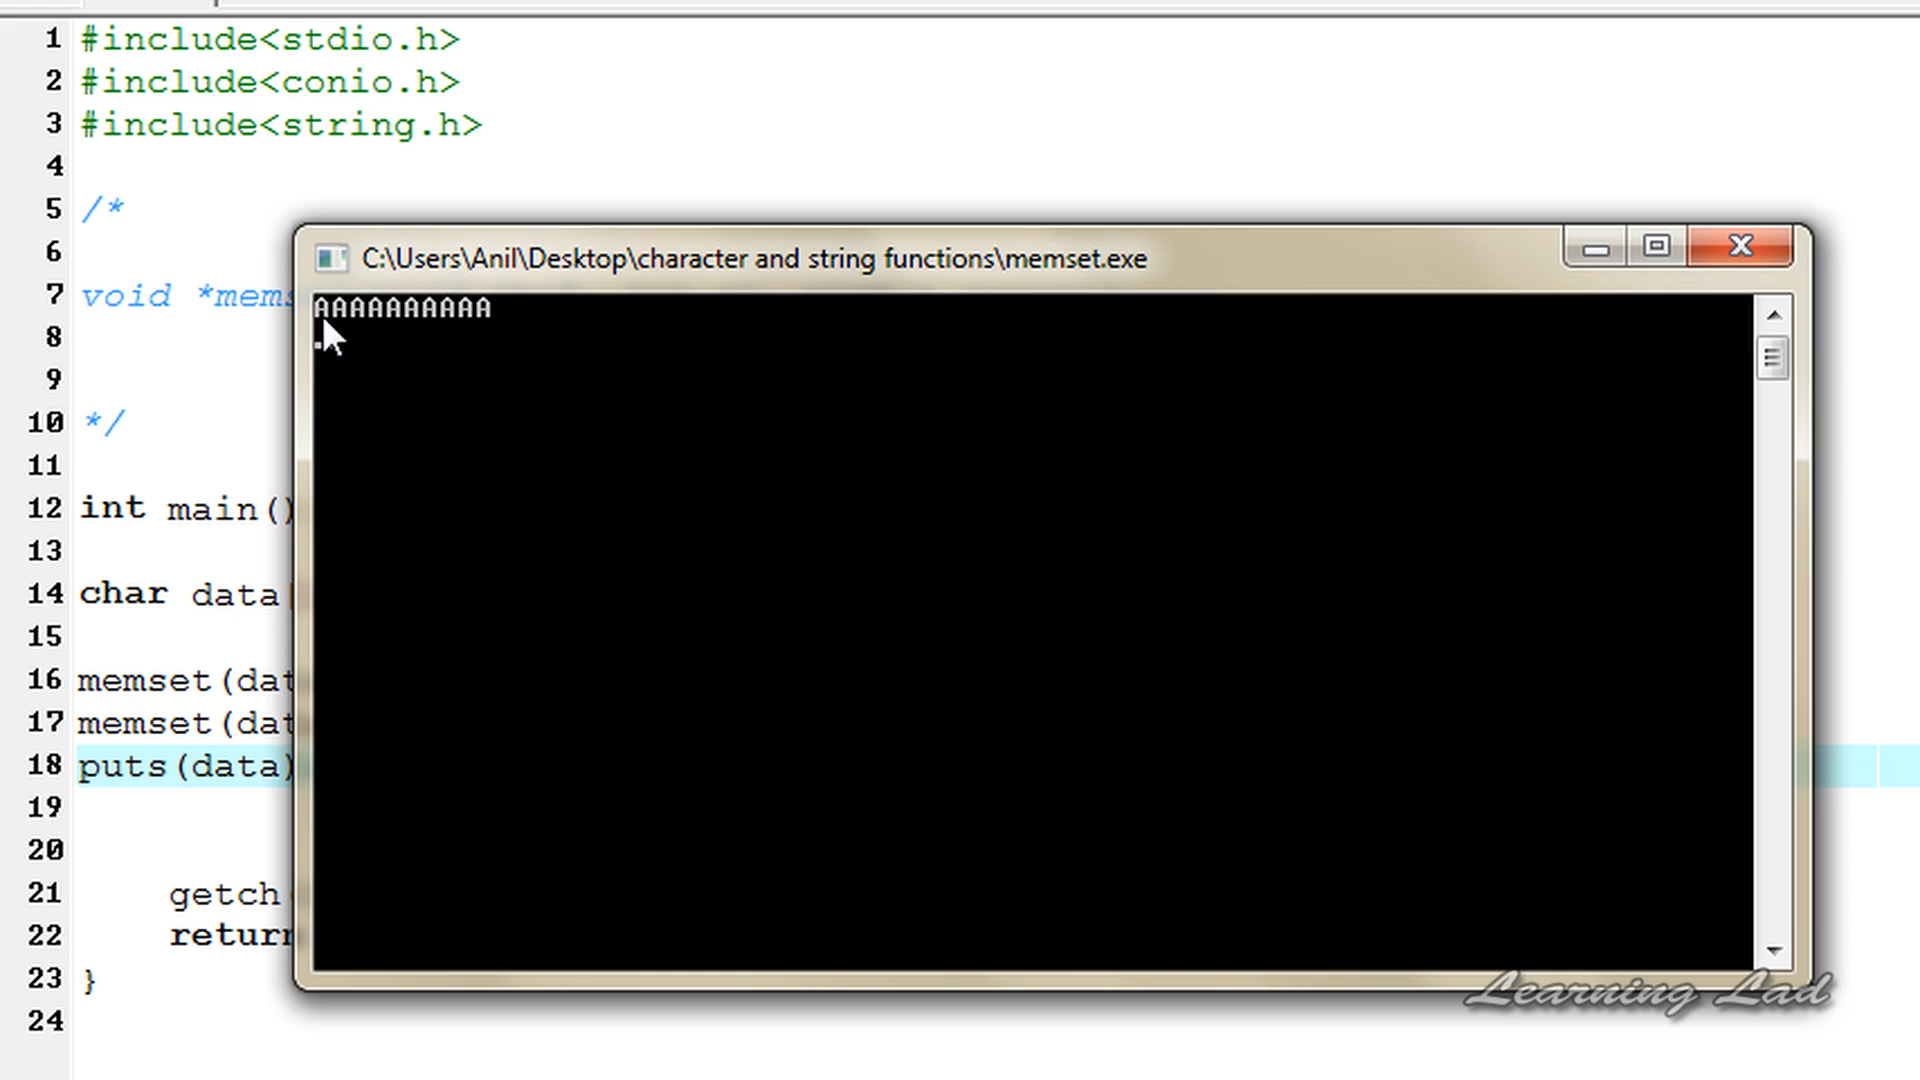 1 #include<stdio.h>
2 #include<conio.h>
3 #include<string.h>
4
5 /*
6
7 void *mems
8
9
10 */
11
12 int main()
13
14 char data
15
16 memset(dat
17 memset(dat
18 puts(data)
19
20
21 getch
22 return
23 }
24
C:\Users\Anil\Desktop\character and string functions\memset.exe
AAAAAAAAAA
Learning Lad